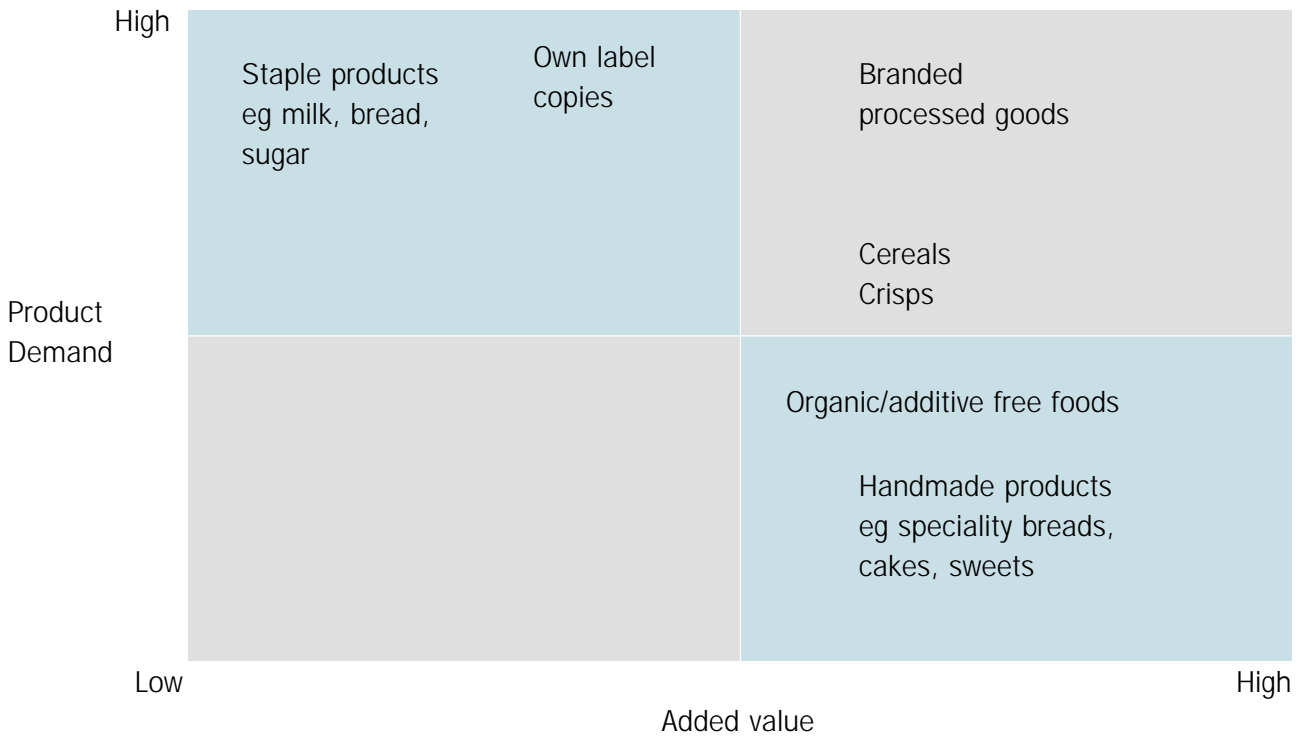 High
Staple products
eg milk, bread,
sugar
Own label
copies
Branded
processed goods
Cereals
Crisps
Product
Demand
Organic/additive free foods
Handmade products
eg speciality breads,
cakes, sweets
Low
High
Added value